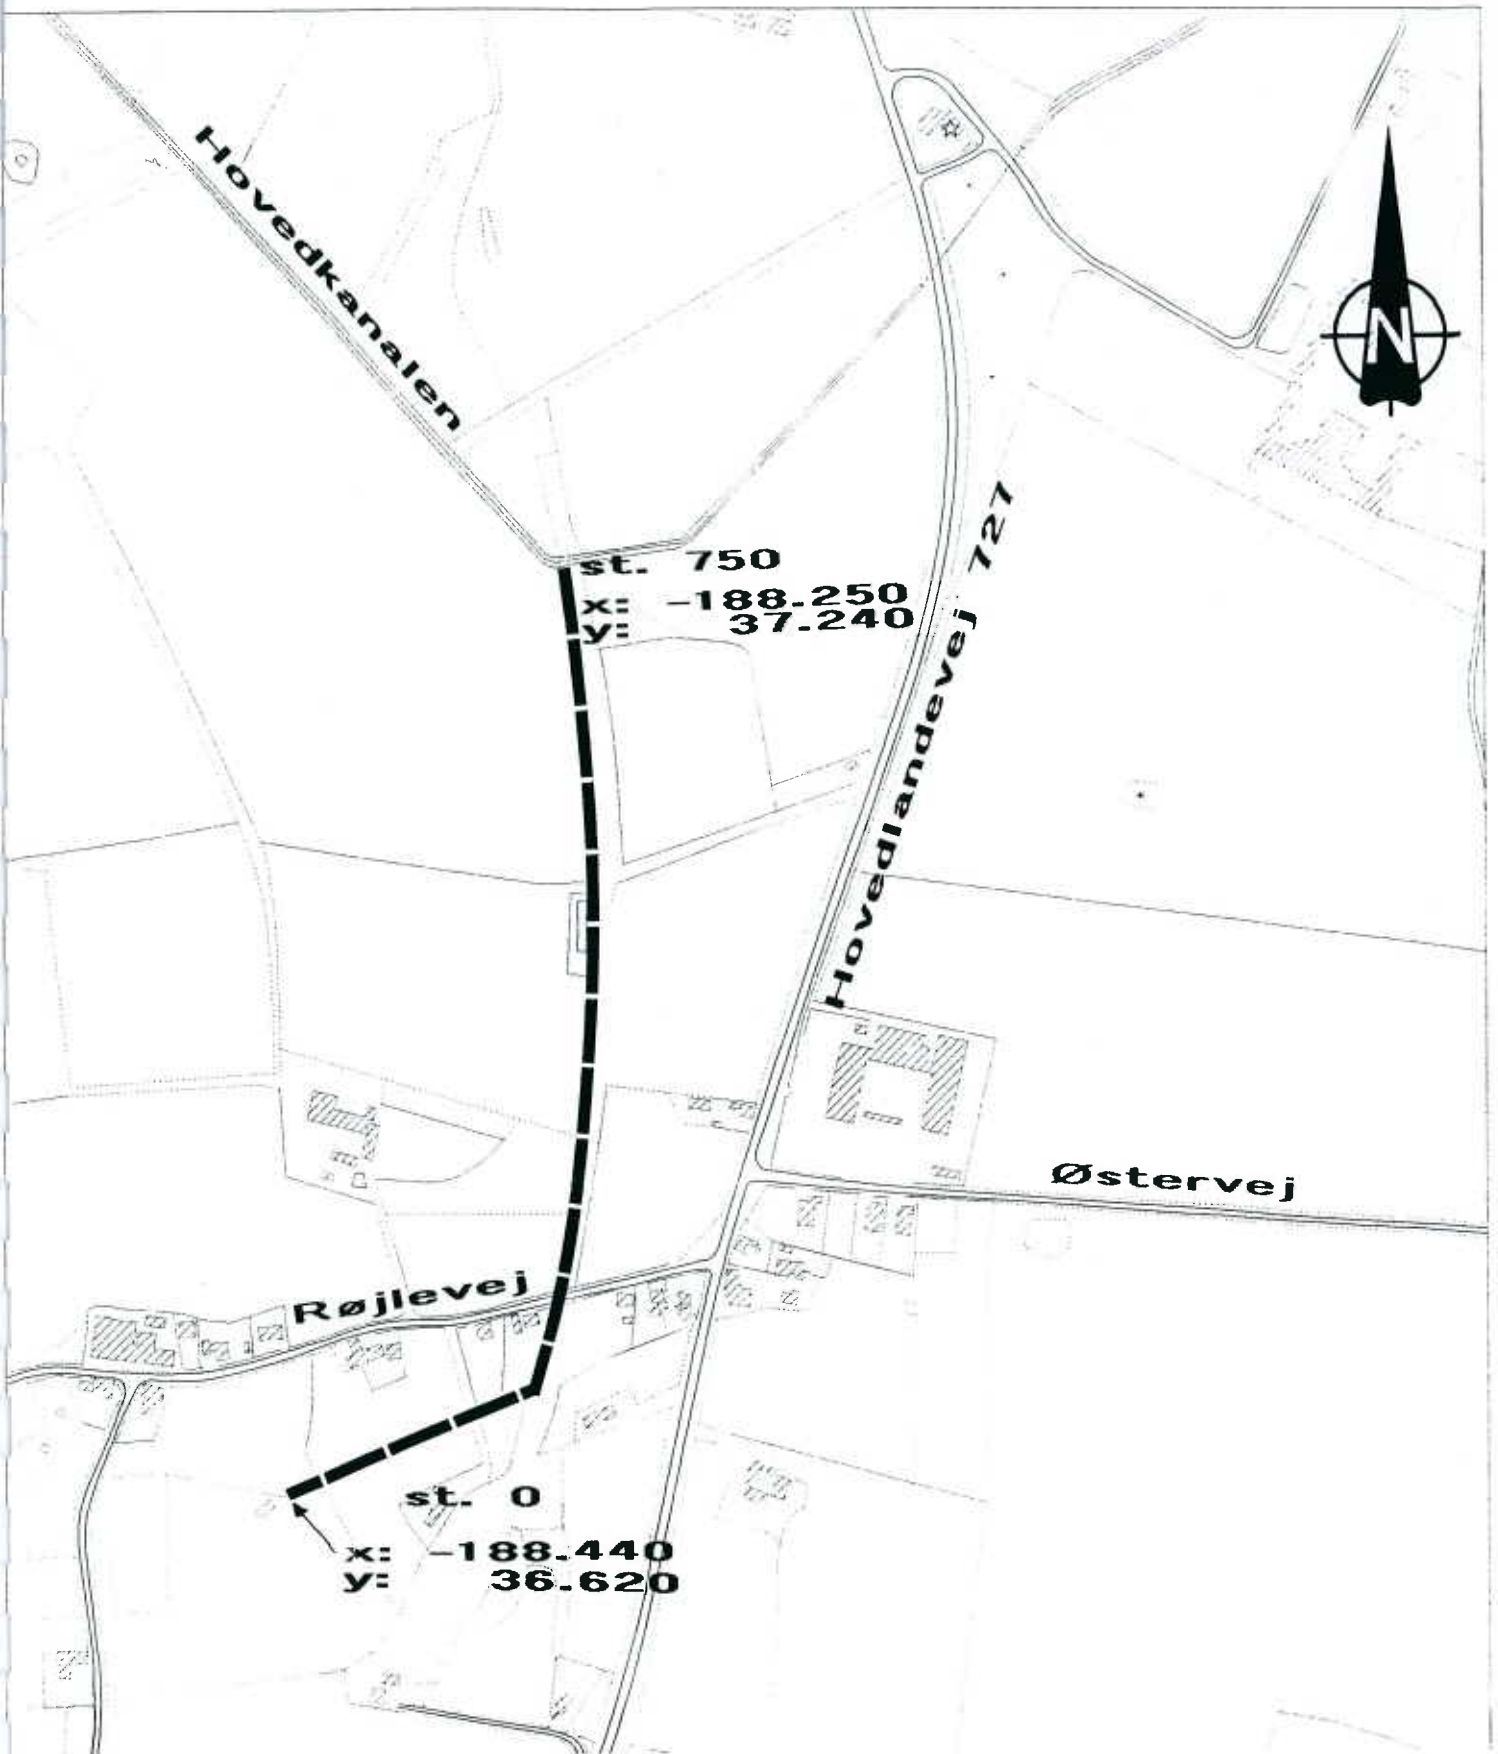 Hovedkanalen
N
st. 750
x: -188.250
y: 37.240
Hovedlandevej 727
Østervej
Røjlevej
st. 0
x: -188.440
y: 36.620